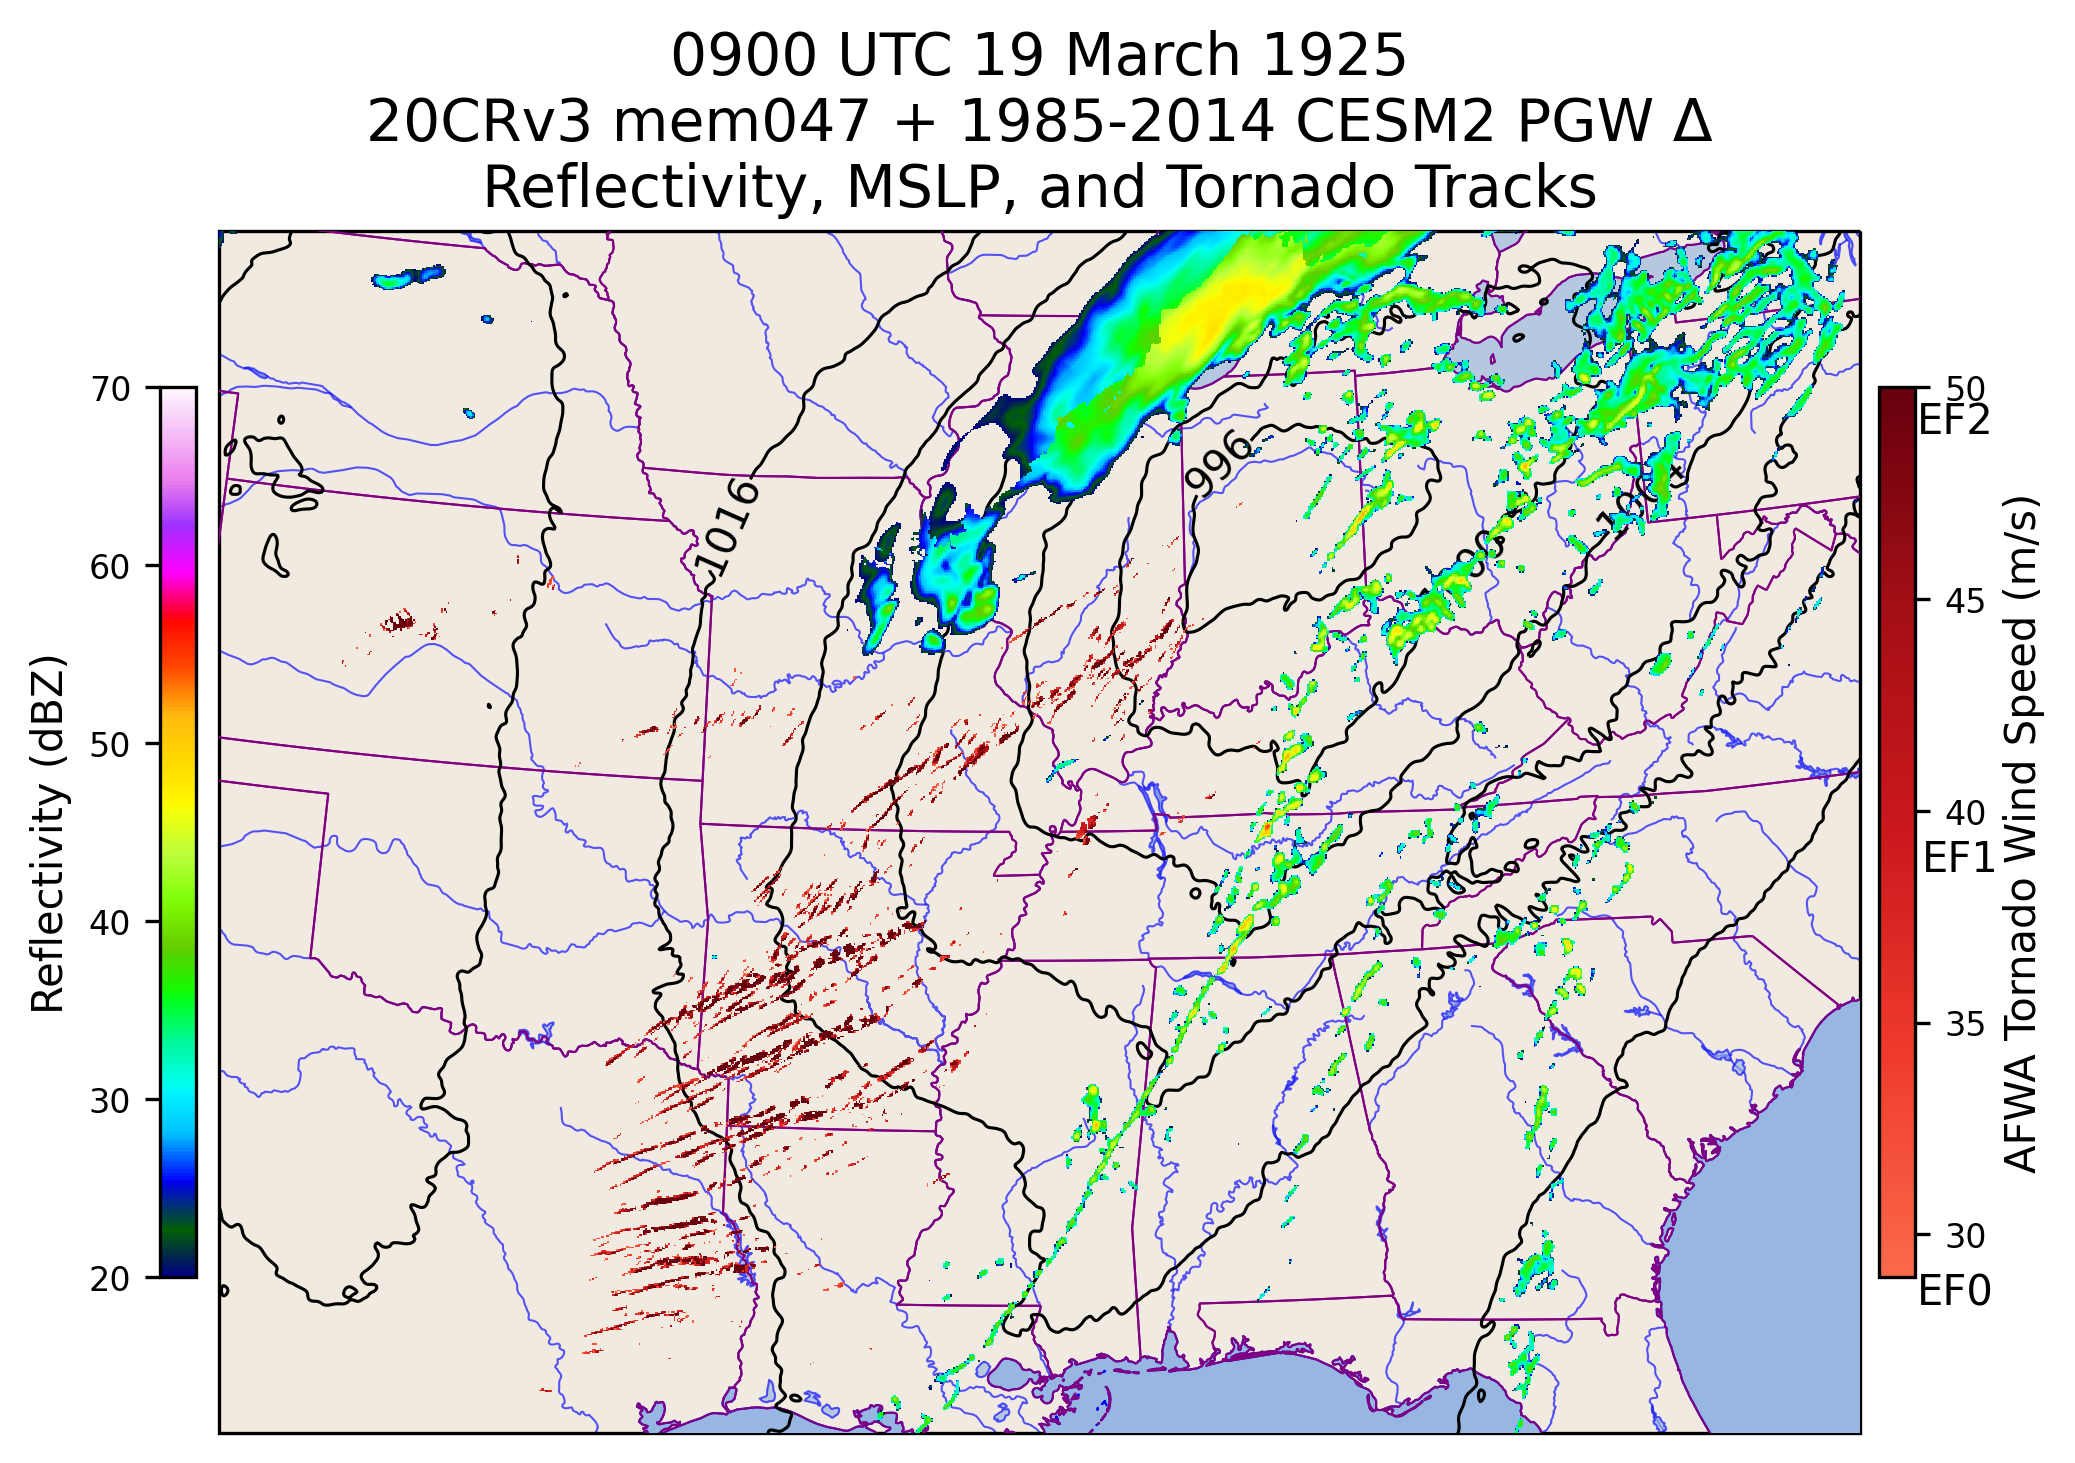 0900 UTC 19 March 1925
20CRv3 mem047 + 1985-2014 CESM2 PGW Δ
Reflectivity, MSLP, and Tornado Tracks
Reflectivity (dBZ)
70
60
50
40
30
20
1016
996
50
EF2
45
40
EF1
35
30
EF0
AFWA Tornado Wind Speed (m/s)